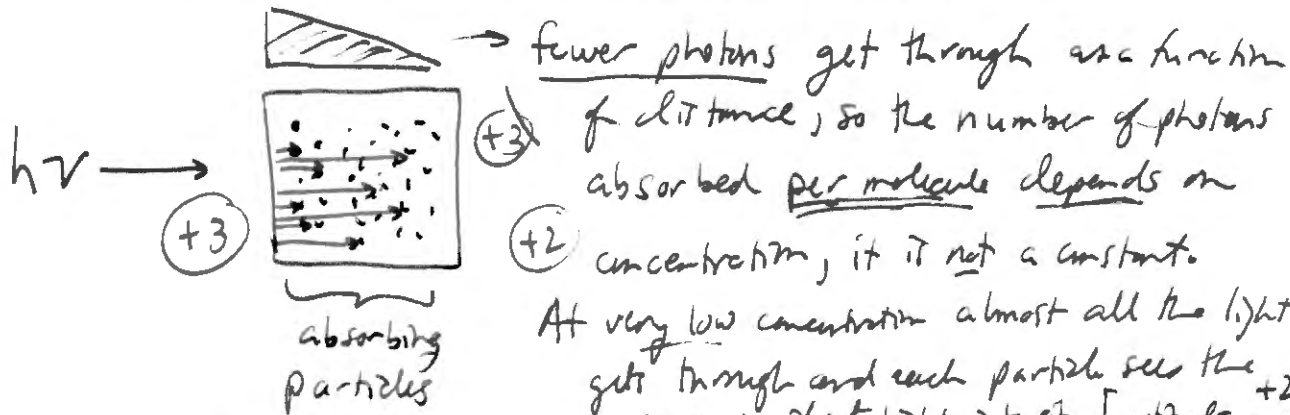 → fewer photons get through as a function
of distance, so the number of photons
absorbed per molecule depends on
concentration, it is not a constant.
At very low concentration almost all the light
gets through and each particle sees the
hν
+3
+3
+2
+2
absorbing
particles